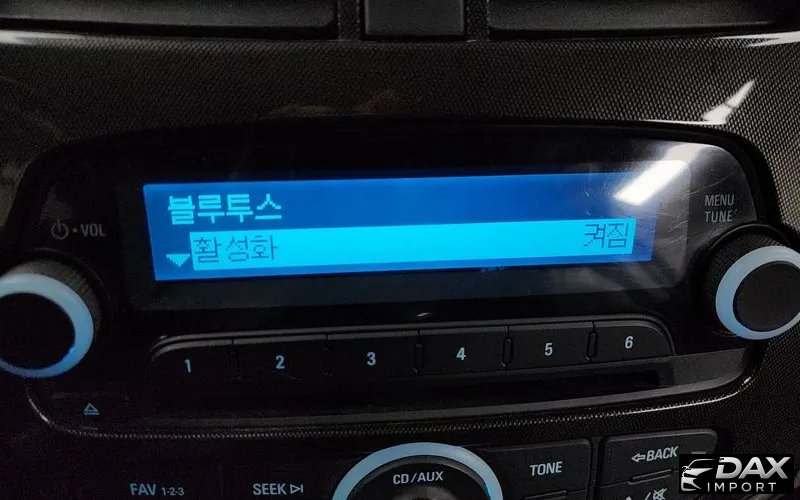 블루투스
활성화 켜짐
VOL
MENU
TUNE
1 2 3 4 5 6
FAV 1-2-3
SEEK
CD/AUX
TONE
BACK
DAX
IMPORT